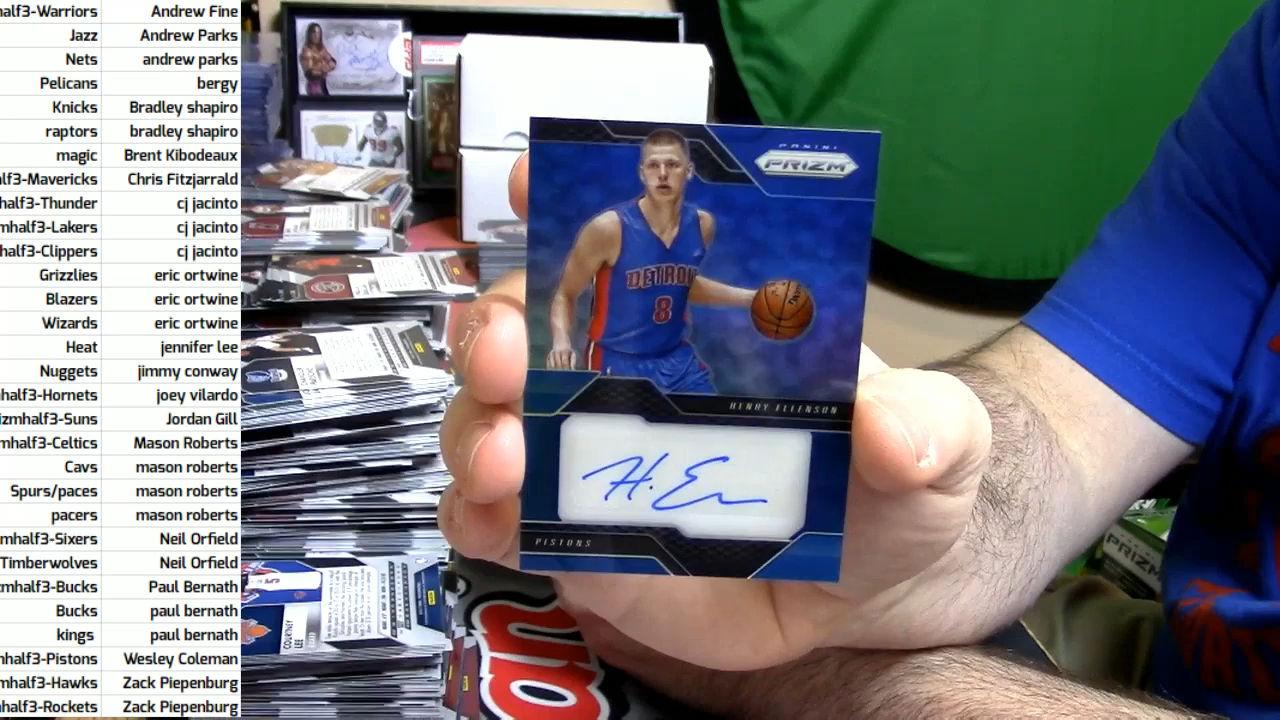 half3-Warriors Andrew Fine
Jazz Andrew Parks
Nets andrew parks
Pelicans bergy
Knicks Bradley shapiro
raptors bradley shapiro
magic Brent Kibodeaux
lf3-Mavericks Chris Fitzjarrald
half3-Thunder cj jacinto
mhalf3-Lakers cj jacinto
half3-Clippers cj jacinto
Grizzlies eric ortwine
Blazers eric ortwine
Wizards eric ortwine
Heat jennifer lee
Nuggets jimmy conway
half3-Hornets joey vilardo
izmhalf3-Suns Jordan Gill
mhalf3-Celtics Mason Roberts
Cavs mason roberts
Spurs/paces mason roberts
pacers mason roberts
mhalf3-Sixers Neil Orfield
Timberwolves Neil Orfield
zmhalf3-Bucks Paul Bernath
Bucks paul bernath
kings paul bernath
half3-Pistons Wesley Coleman
mhalf3-Hawks Zack Piepenburg
half3-Rockets Zack Piepenburg
PANINI
PRIZM
DETROIT
8
HENRY ELLENSON
H. E
PISTONS
COURTNEY
LEE
PRIZM